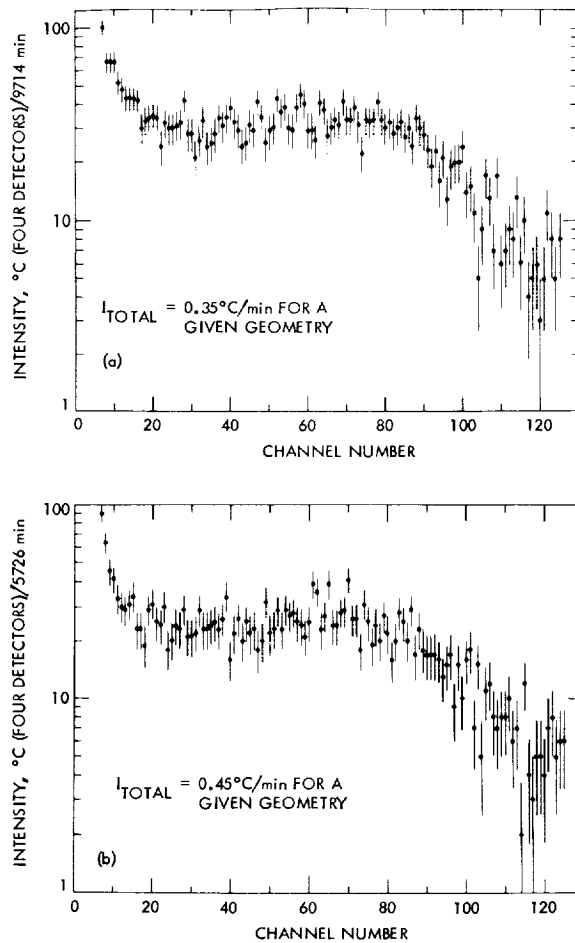 INTENSITY, °C (FOUR DETECTORS)/9714 min
100
10
1
I TOTAL = 0.35°C/min FOR A
GIVEN GEOMETRY
(a)
0 20 40 60 80 100 120
CHANNEL NUMBER
INTENSITY, °C (FOUR DETECTORS)/5726 min
100
10
1
I TOTAL = 0.45°C/min FOR A
GIVEN GEOMETRY
(b)
0 20 40 60 80 100 120
CHANNEL NUMBER